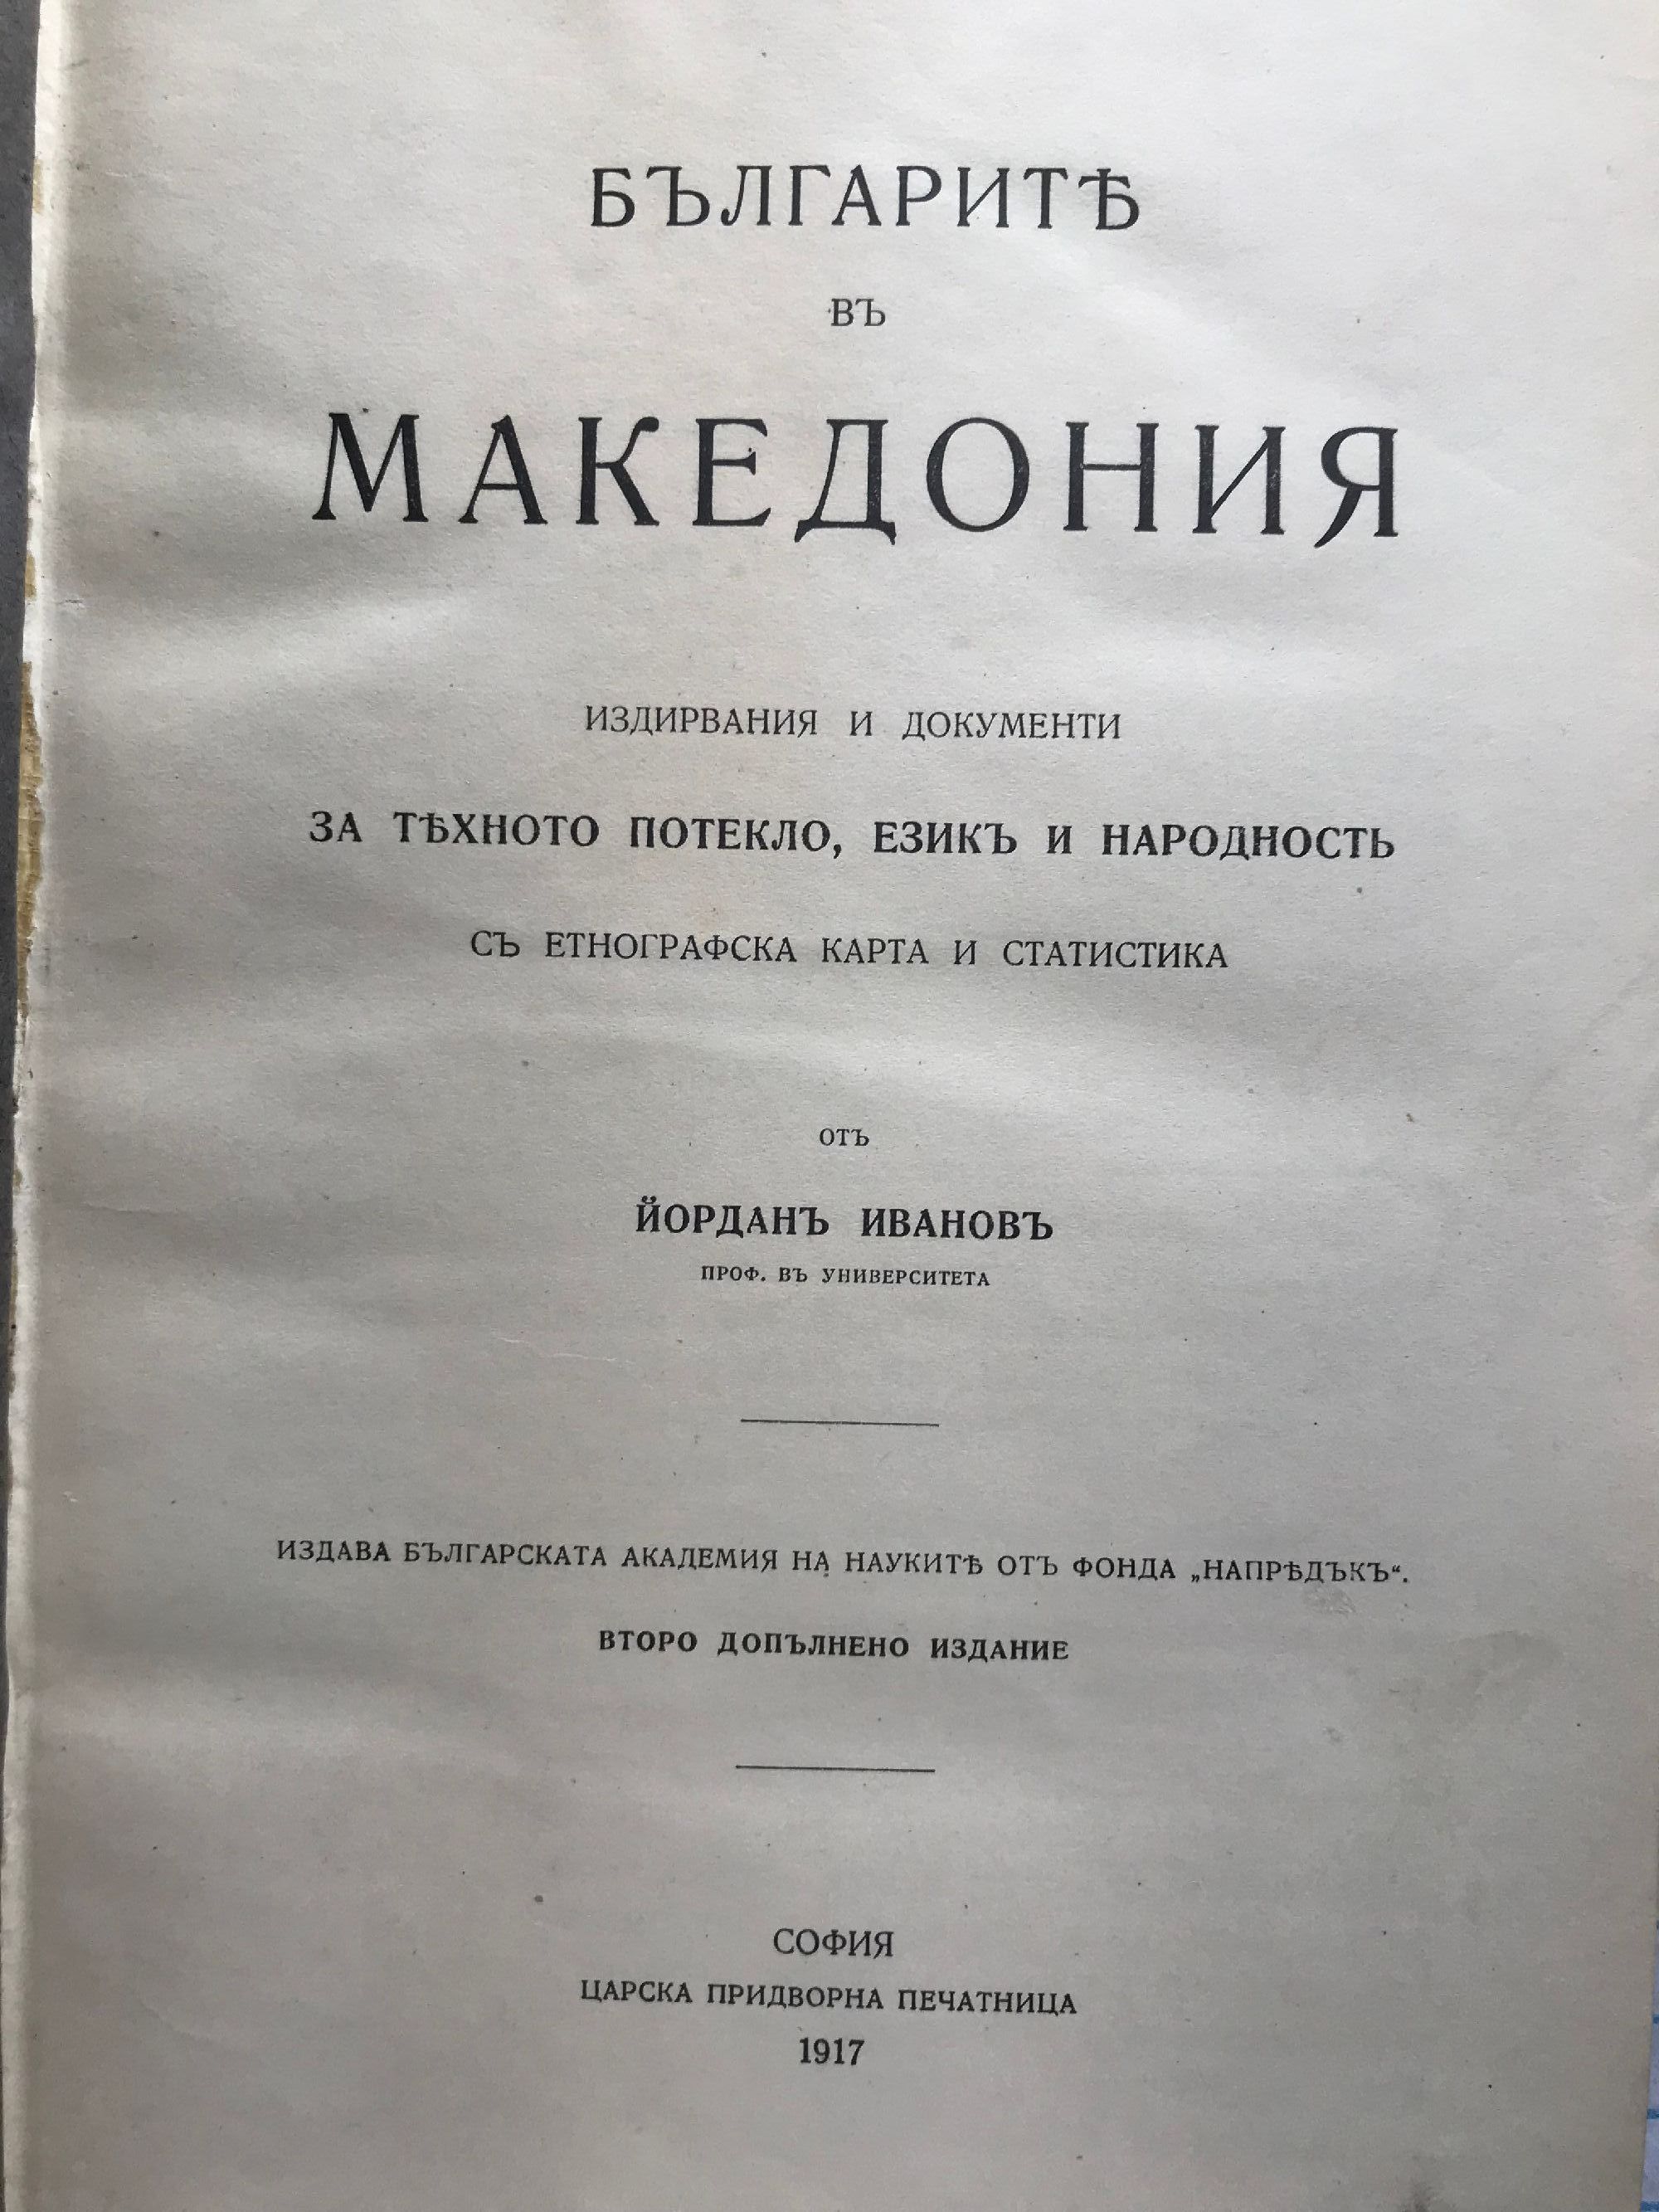 БЪЛГАРИТѢ
ВЪ
МАКЕДОНИЯ
ИЗДИРВАНИЯ И ДОКУМЕНТИ
ЗА ТѢХНОТО ПОТЕКЛО, ЕЗИКЪ И НАРОДНОСТЬ
СЪ ЕТНОГРАФСКА КАРТА И СТАТИСТИКА
ОТЪ
ЙОРДАНЪ ИВАНОВЪ
ПРОФ. ВЪ УНИВЕРСИТЕТА
ИЗДАВА БЪЛГАРСКАТА АКАДЕМИЯ НА НАУКИТѢ ОТЪ ФОНДА „НАПРѢДЪКЪ“.
ВТОРО ДОПЪЛНЕНО ИЗДАНИЕ
СОФИЯ
ЦАРСКА ПРИДВОРНА ПЕЧАТНИЦА
1917